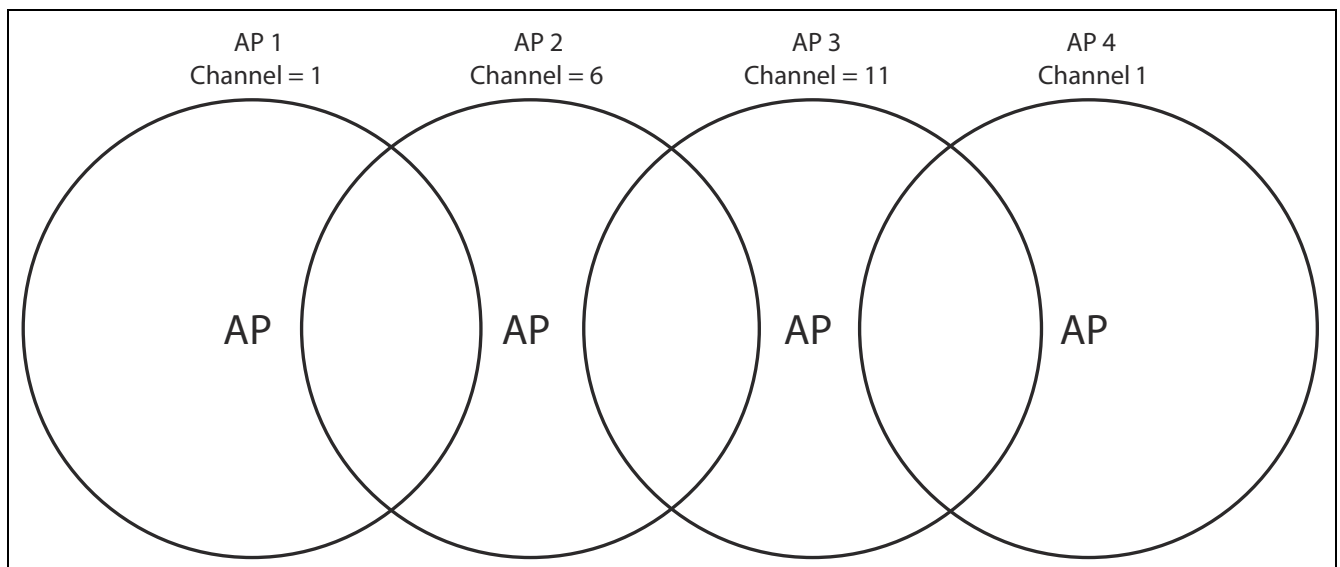 AP 1
Channel = 1
AP 2
Channel = 6
AP 3
Channel = 11
AP 4
Channel 1
AP
AP
AP
AP